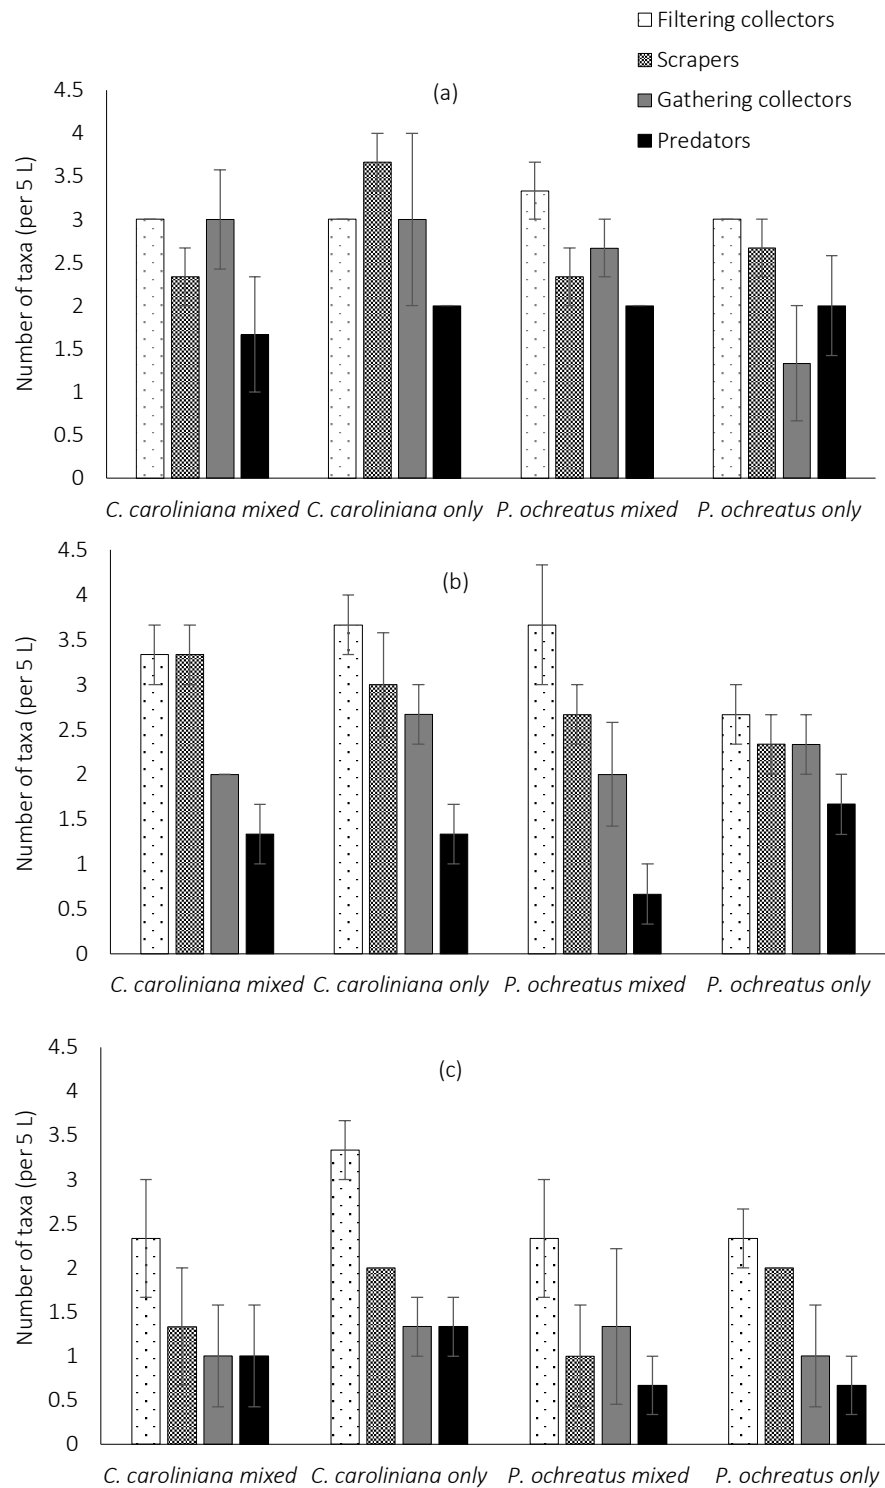 Filtering collectors
Scrapers
Gathering collectors
Predators
(a)
Number of taxa (per 5 L)
4.5
4
3.5
3
2.5
2
1.5
1
0.5
0
C. caroliniana mixed C. caroliniana only P. ochreatus mixed P. ochreatus only
(b)
Number of taxa (per 5 L)
4.5
4
3.5
3
2.5
2
1.5
1
0.5
0
C. caroliniana mixed C. caroliniana only P. ochreatus mixed P. ochreatus only
(c)
Number of taxa (per 5 L)
4.5
4
3.5
3
2.5
2
1.5
1
0.5
0
C. caroliniana mixed C. caroliniana only P. ochreatus mixed P. ochreatus only